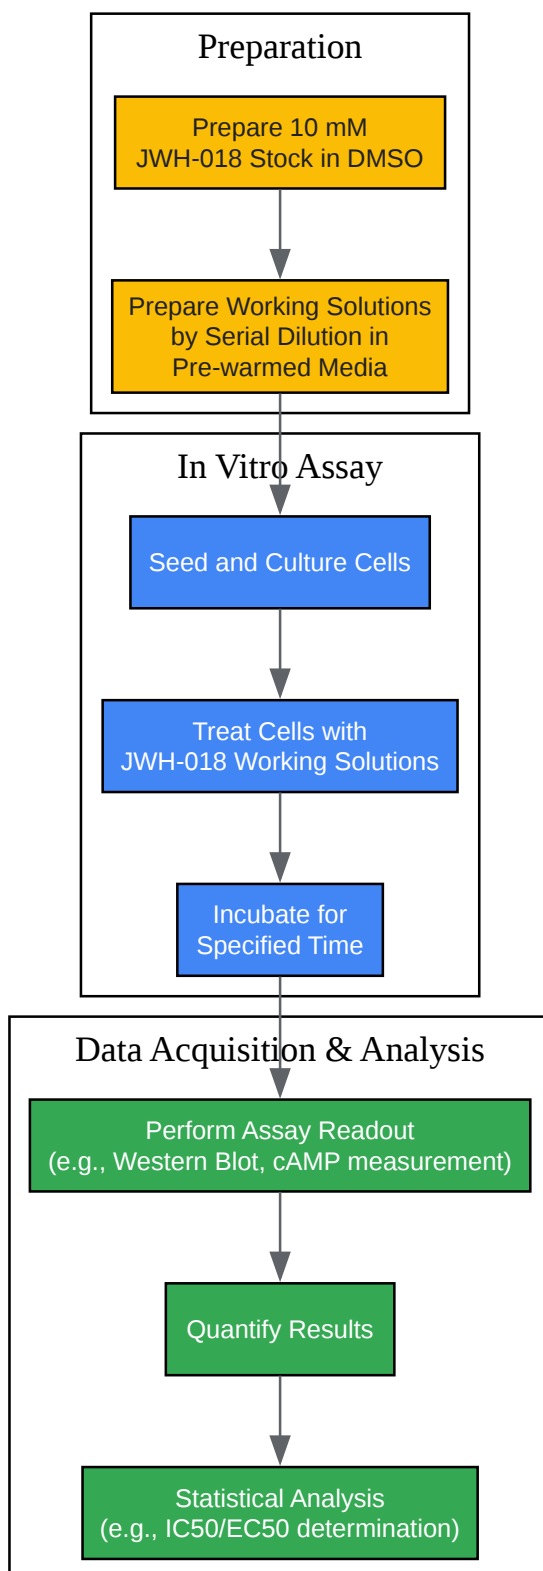 Preparation
Prepare 10 mM
JWH-018 Stock in DMSO
Prepare Working Solutions
by Serial Dilution in
Pre-warmed Media
In Vitro Assay
Seed and Culture Cells
Treat Cells with
JWH-018 Working Solutions
Incubate for
Specified Time
Data Acquisition & Analysis
Perform Assay Readout
(e.g., Western Blot, cAMP measurement)
Quantify Results
Statistical Analysis
(e.g., IC50/EC50 determination)